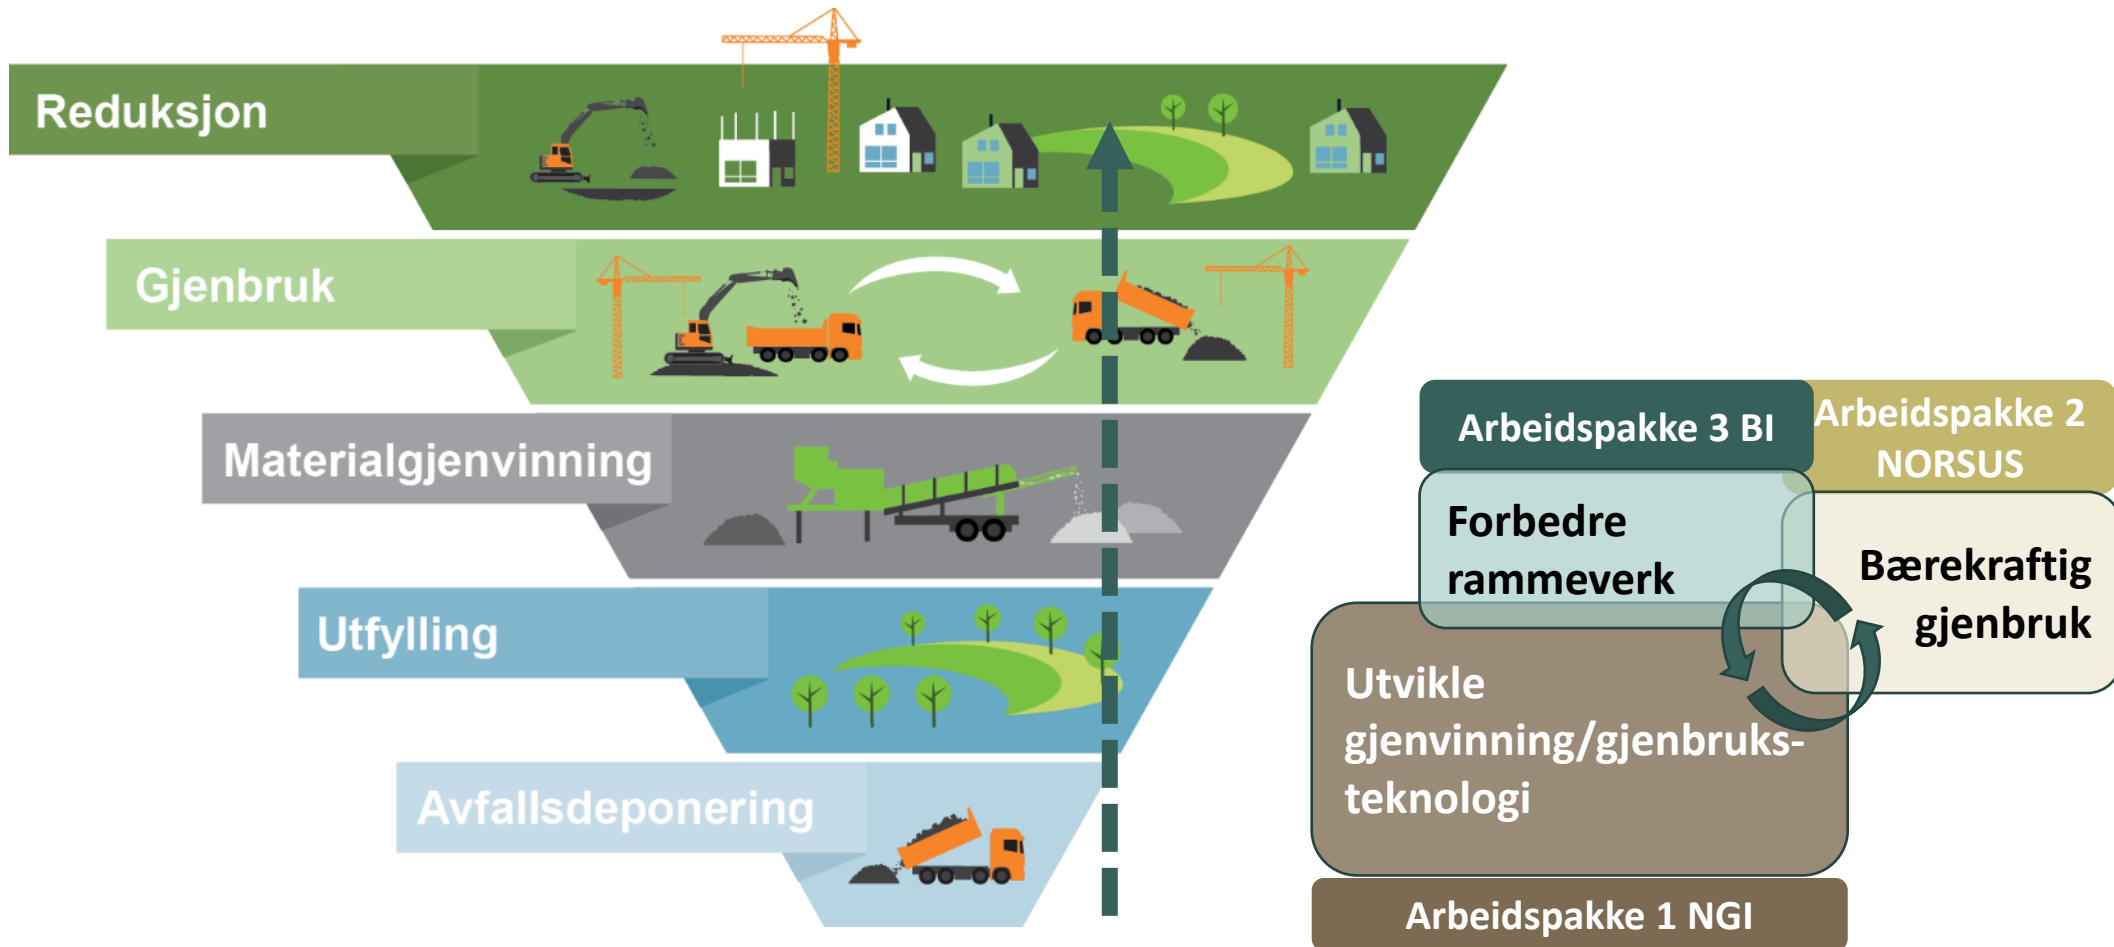 Reduksjon
Gjenbruk
Materialgjenvinning
Utfylling
Avfallsdeponering
Arbeidspakke 3 BI
Forbedre
rammeverk
Arbeidspakke 2
NORSUS
Bærekraftig
gjenbruk
Utvikle
gjenvinning/gjenbruks-
teknologi
Arbeidspakke 1 NGI